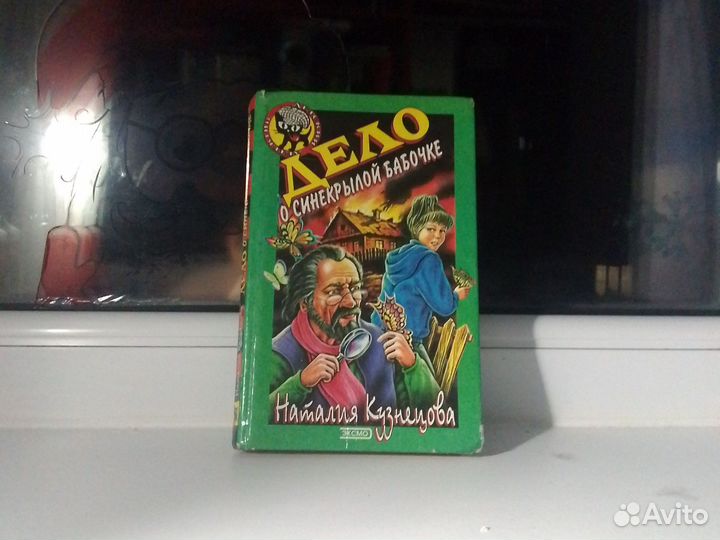 ДЕЛО
О СИНЕКРЫЛОЙ БАБОЧКЕ
Наталия Кузнецова
ЭКСМО
Avito